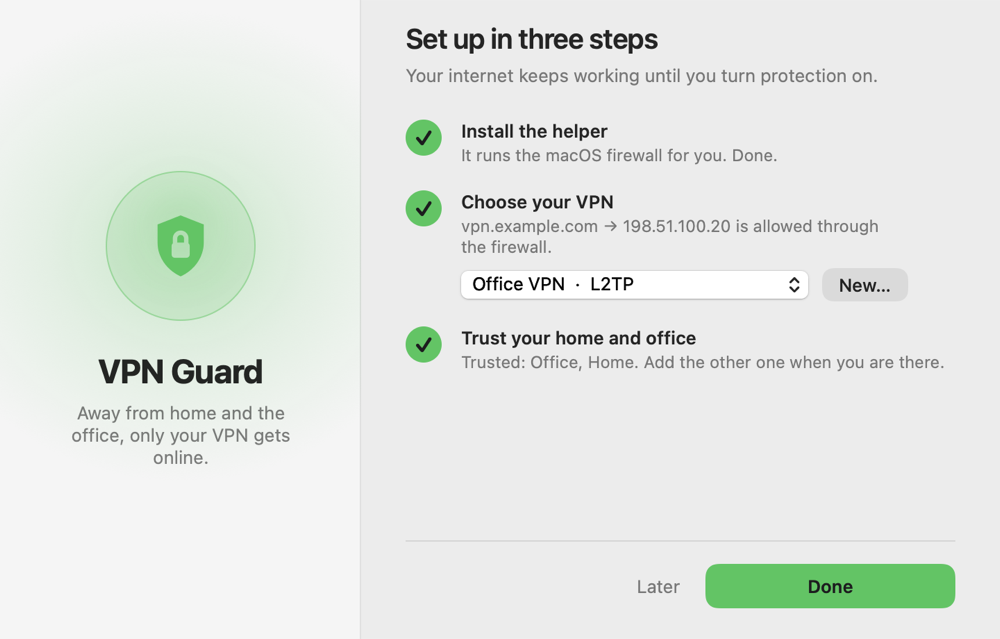 Set up in three steps
Your internet keeps working until you turn protection on.
Install the helper
It runs the macOS firewall for you. Done.
Choose your VPN
vpn.example.com → 198.51.100.20 is allowed through
the firewall.
Office VPN · L2TP
New...
Trust your home and office
Trusted: Office, Home. Add the other one when you are there.
VPN Guard
Away from home and the
office, only your VPN gets
online.
Later
Done